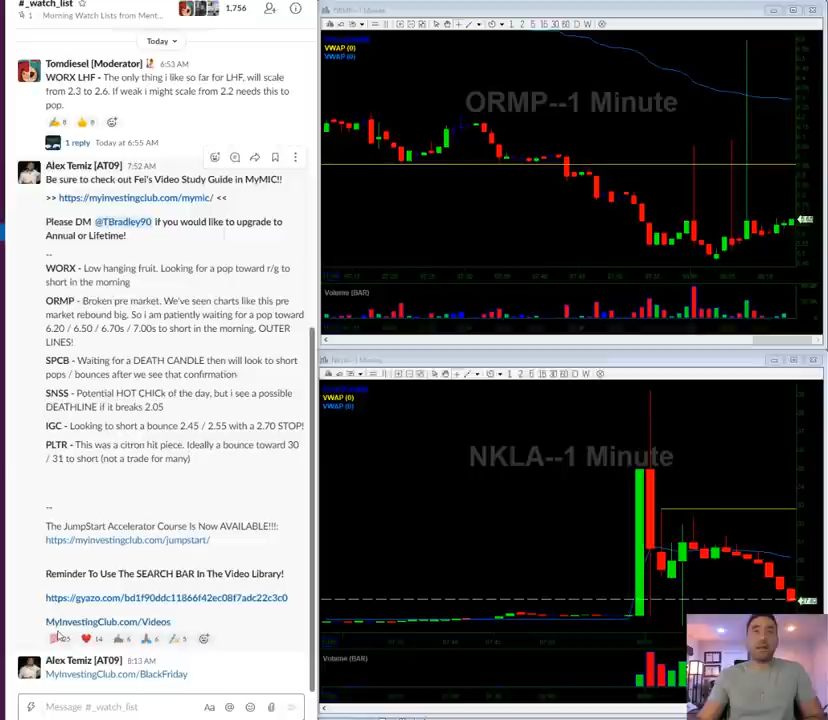 #_watch_list
1,756
1 Morning Watch Lists from Ment...
Today
Tomdiesel [Moderator] 6:53 AM
WORX LHF - The only thing i like so far for LHF, will scale
from 2.3 to 2.6. If weak i might scale from 2.2 needs this to
pop.
1 reply Today at 6:55 AM
Alex Temiz [AT09] 7:52 AM
Be sure to check out Fei's Video Study Guide in MyMIC!!
>> https://myinvestingclub.com/mymic/ <<
Please DM @TBradley90 if you would like to upgrade to
Annual or Lifetime!
--
WORX - Low hanging fruit. Looking for a pop toward r/g to
short in the morning
ORMP - Broken pre market. We've seen charts like this pre
market rebound big. So i am patiently waiting for a pop toward
6.20 / 6.50 / 6.70s / 7.00s to short in the morning, OUTER
LINES!
SPCB - Waiting for a DEATH CANDLE then will look to short
pops / bounces after we see that confirmation
SNSS - Potential HOT CHICk of the day, but i see a possible
DEATHLINE if it breaks 2.05
IGC - Looking to short a bounce 2.45 / 2.55 with a 2.70 STOP!
PLTR - This was a citron hit piece. Ideally a bounce toward 30
/ 31 to short (not a trade for many)
--
The JumpStart Accelerator Course Is Now AVAILABLE!!!:
https://myinvestingclub.com/jumpstart/
Reminder To Use The SEARCH BAR In The Video Library!
https://gyazo.com/bd1f90ddc11866f42ec08f7adc22c3c0
MyInvestingClub.com/Videos
25 14 6 6 5
Alex Temiz [AT09] 8:13 AM
MyInvestingClub.com/BlackFriday
Message #_watch_list
Aa @
VWAP (0)
VWAP (0)
ORMP--1 Minute
Volume (BAR)
VWAP (0)
VWAP (0)
NKLA--1 Minute
Volume (BAR)